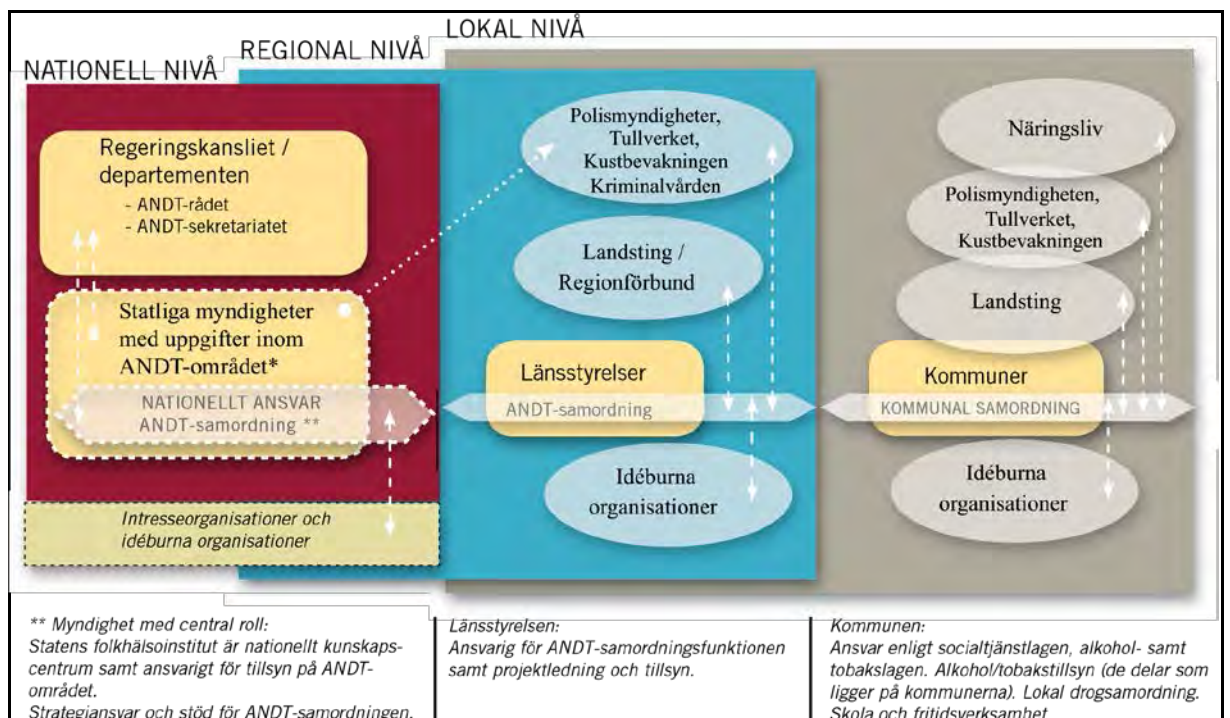 NATIONELL NIVÅ
REGIONAL NIVÅ
LOKAL NIVÅ
Regeringskansliet /
departementen
- ANDT-rådet
- ANDT-sekretariatet
Statliga myndigheter
med uppgifter inom
ANDT-området*
NATIONELLT ANSVAR
ANDT-samordning **
Intresseorganisationer och
idéburna organisationer
Polismyndigheter,
Tullverket,
Kustbevakningen
Kriminalvården
Landsting /
Regionförbund
Länsstyrelser
ANDT-samordning
Idéburna
organisationer
Näringsliv
Polismyndigheten,
Tullverket,
Kustbevakningen
Landsting
Kommuner
KOMMUNAL SAMORDNING
Idéburna
organisationer
** Myndighet med central roll:
Statens folkhälsoinstitut är nationellt kunskaps-
centrum samt ansvarigt för tillsyn på ANDT-
området.
Strategiansvar och stöd för ANDT-samordningen.
Länsstyrelsen:
Ansvarig för ANDT-samordningsfunktionen
samt projektledning och tillsyn.
Kommunen:
Ansvar enligt socialtjänstlagen, alkohol- samt
tobakslagen. Alkohol/tobakstillsyn (de delar som
ligger på kommunerna). Lokal drogsamordning.
Skola och fritidsverksamhet